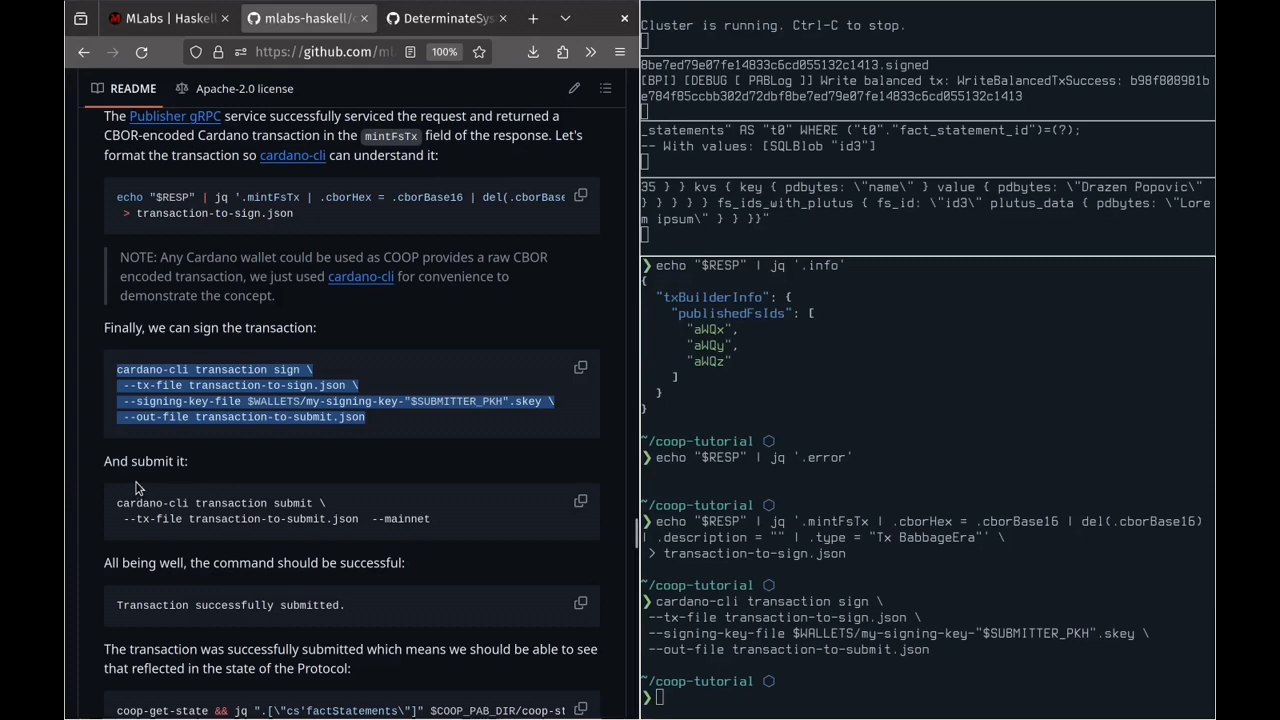 MLabs | Haskell
mlabs-haskell/c
DeterminateSys
https://github.com/ml
100%
README
Apache-2.0 license
The Publisher gRPC service successfully serviced the request and returned a
CBOR-encoded Cardano transaction in the mintFsTx field of the response. Let's
format the transaction so cardano-cli can understand it:
echo "$RESP" | jq '.mintFsTx | .cborHex = .cborBase16 | del(.cborBase
> transaction-to-sign.json
NOTE: Any Cardano wallet could be used as COOP provides a raw CBOR
encoded transaction, we just used cardano-cli for convenience to
demonstrate the concept.
Finally, we can sign the transaction:
cardano-cli transaction sign \
--tx-file transaction-to-sign.json \
--signing-key-file $WALLETS/my-signing-key-"$SUBMITTER_PKH".skey \
--out-file transaction-to-submit.json
And submit it:
cardano-cli transaction submit \
--tx-file transaction-to-submit.json --mainnet
All being well, the command should be successful:
Transaction successfully submitted.
The transaction was successfully submitted which means we should be able to see
that reflected in the state of the Protocol:
coop-get-state && jq ".[\"cs'factStatements\"]" $COOP_PAB_DIR/coop-st
Cluster is running. Ctrl-C to stop.
8be7ed79e07fe14833c6cd055132c1413.signed
[BPI] [DEBUG [ PABLog ]] Write balanced tx: WriteBalancedTxSuccess: b98f808981b
e784f85ccbb302d72dbf8be7ed79e07fe14833c6cd055132c1413
_statements" AS "t0" WHERE ("t0"."fact_statement_id")=(?);
-- With values: [SQLBlob "id3"]
35 } } kvs { key { pdbytes: \"name\" } value { pdbytes: \"Drazen Popovic\"
} } } } } fs_ids_with_plutus { fs_id: \"id3\" plutus_data { pdbytes: \"Lore
m ipsum\" } } }}"
❯ echo "$RESP" | jq '.info'
{
"txBuilderInfo": {
"publishedFsIds": [
"aWQx",
"aWQy",
"aWQz"
]
}
}
~/coop-tutorial
❯ echo "$RESP" | jq '.error'
~/coop-tutorial
❯ echo "$RESP" | jq '.mintFsTx | .cborHex = .cborBase16 | del(.cborBase16)
| .description = "" | .type = "Tx BabbageEra"' \
> transaction-to-sign.json
~/coop-tutorial
❯ cardano-cli transaction sign \
--tx-file transaction-to-sign.json \
--signing-key-file $WALLETS/my-signing-key-"$SUBMITTER_PKH".skey \
--out-file transaction-to-submit.json
~/coop-tutorial
❯